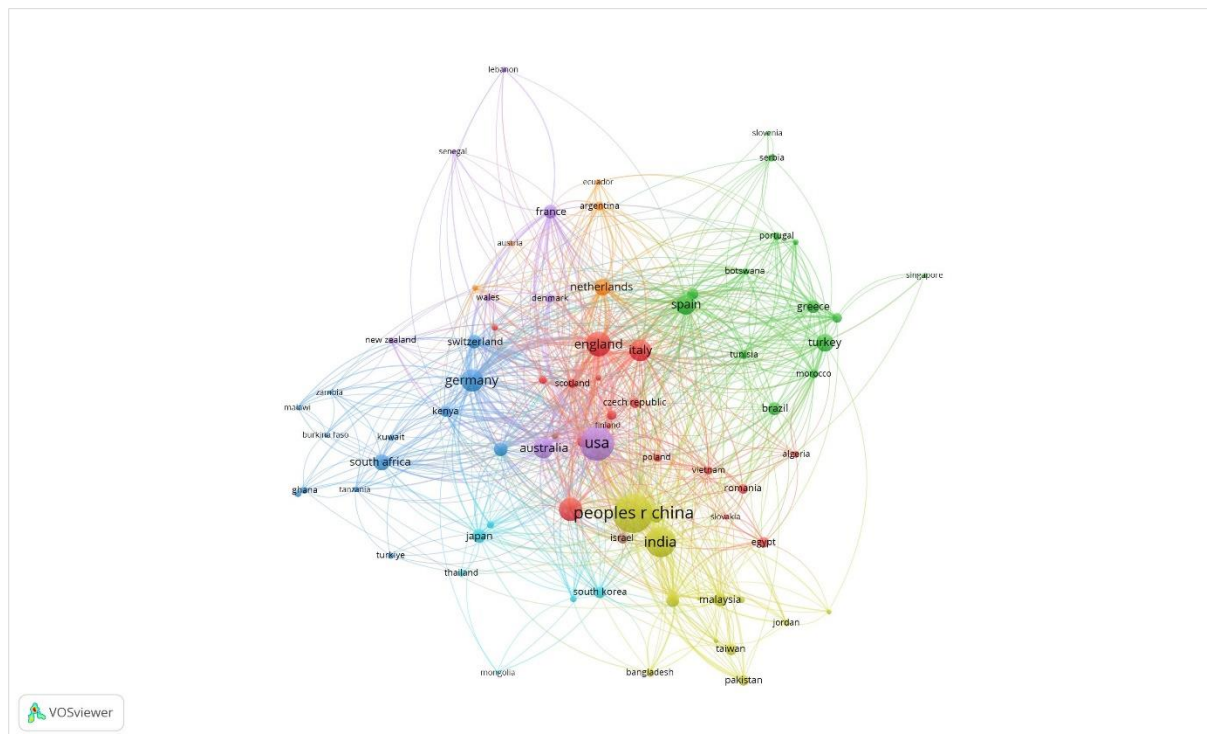 lebanon
slovenia
senegal
serbia
ecuador
argentina
france
portugal
austria
botswana
singapore
netherlands
wales
denmark
spain
greece
new zealand
switzerland
england
italy
turkey
tunisia
germany
scotland
morocco
zambia
malawi
kenya
czech republic
brazil
finland
burkina faso
kuwait
australia
usa
algeria
south africa
poland
vietnam
ghana
tanzania
romania
peoples r china
slovakia
japan
israel
india
egypt
turkiye
thailand
south korea
malaysia
jordan
taiwan
mongolia
bangladesh
pakistan
VOSviewer